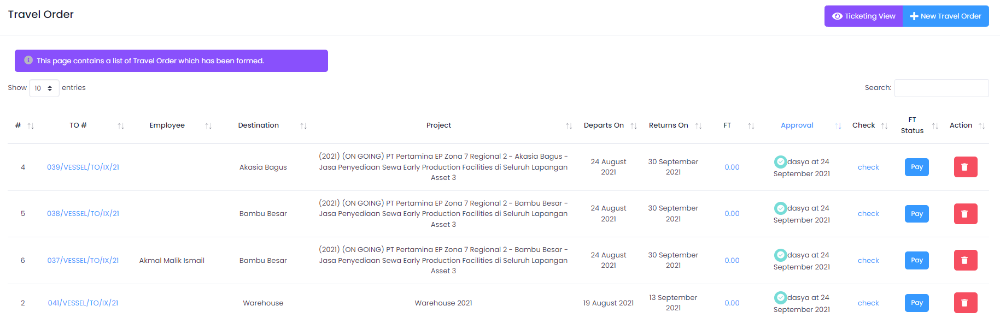 Travel Order
Ticketing View
New Travel Order
This page contains a list of Travel Order which has been formed.
Show 10 entries
Search:
# TO # Employee Destination Project Departs On Returns On FT Approval Check FT Status Action
4 039/VESSEL/TO/IX/21 Akasia Bagus
(2021) (ON GOING) PT Pertamina EP Zona 7 Regional 2 - Akasia Bagus -
Jasa Penyediaan Sewa Early Production Facilities di Seluruh Lapangan
Asset 3
24 August
2021
30 September
2021
0.00
dasya at 24
September 2021
check
Pay
5 038/VESSEL/TO/IX/21 Bambu Besar
(2021) (ON GOING) PT Pertamina EP Zona 7 Regional 2 - Bambu Besar -
Jasa Penyediaan Sewa Early Production Facilities di Seluruh Lapangan
Asset 3
24 August
2021
30 September
2021
0.00
dasya at 24
September 2021
check
Pay
6 037/VESSEL/TO/IX/21 Akmal Malik Ismail Bambu Besar
(2021) (ON GOING) PT Pertamina EP Zona 7 Regional 2 - Bambu Besar -
Jasa Penyediaan Sewa Early Production Facilities di Seluruh Lapangan
Asset 3
24 August
2021
30 September
2021
0.00
dasya at 24
September 2021
check
Pay
2 041/VESSEL/TO/IX/21 Warehouse
Warehouse 2021
19 August 2021
13 September
2021
0.00
dasya at 24
September 2021
check
Pay